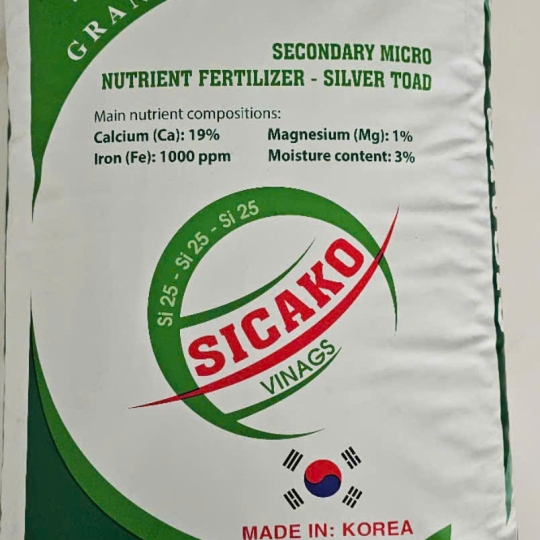 SECONDARY MICRO
NUTRIENT FERTILIZER - SILVER TOAD
Main nutrient compositions:
Calcium (Ca): 19% Magnesium (Mg): 1%
Iron (Fe): 1000 ppm Moisture content: 3%
Si 25 - Si 25 - Si 25
SICAKO
VINAGS
MADE IN: KOREA